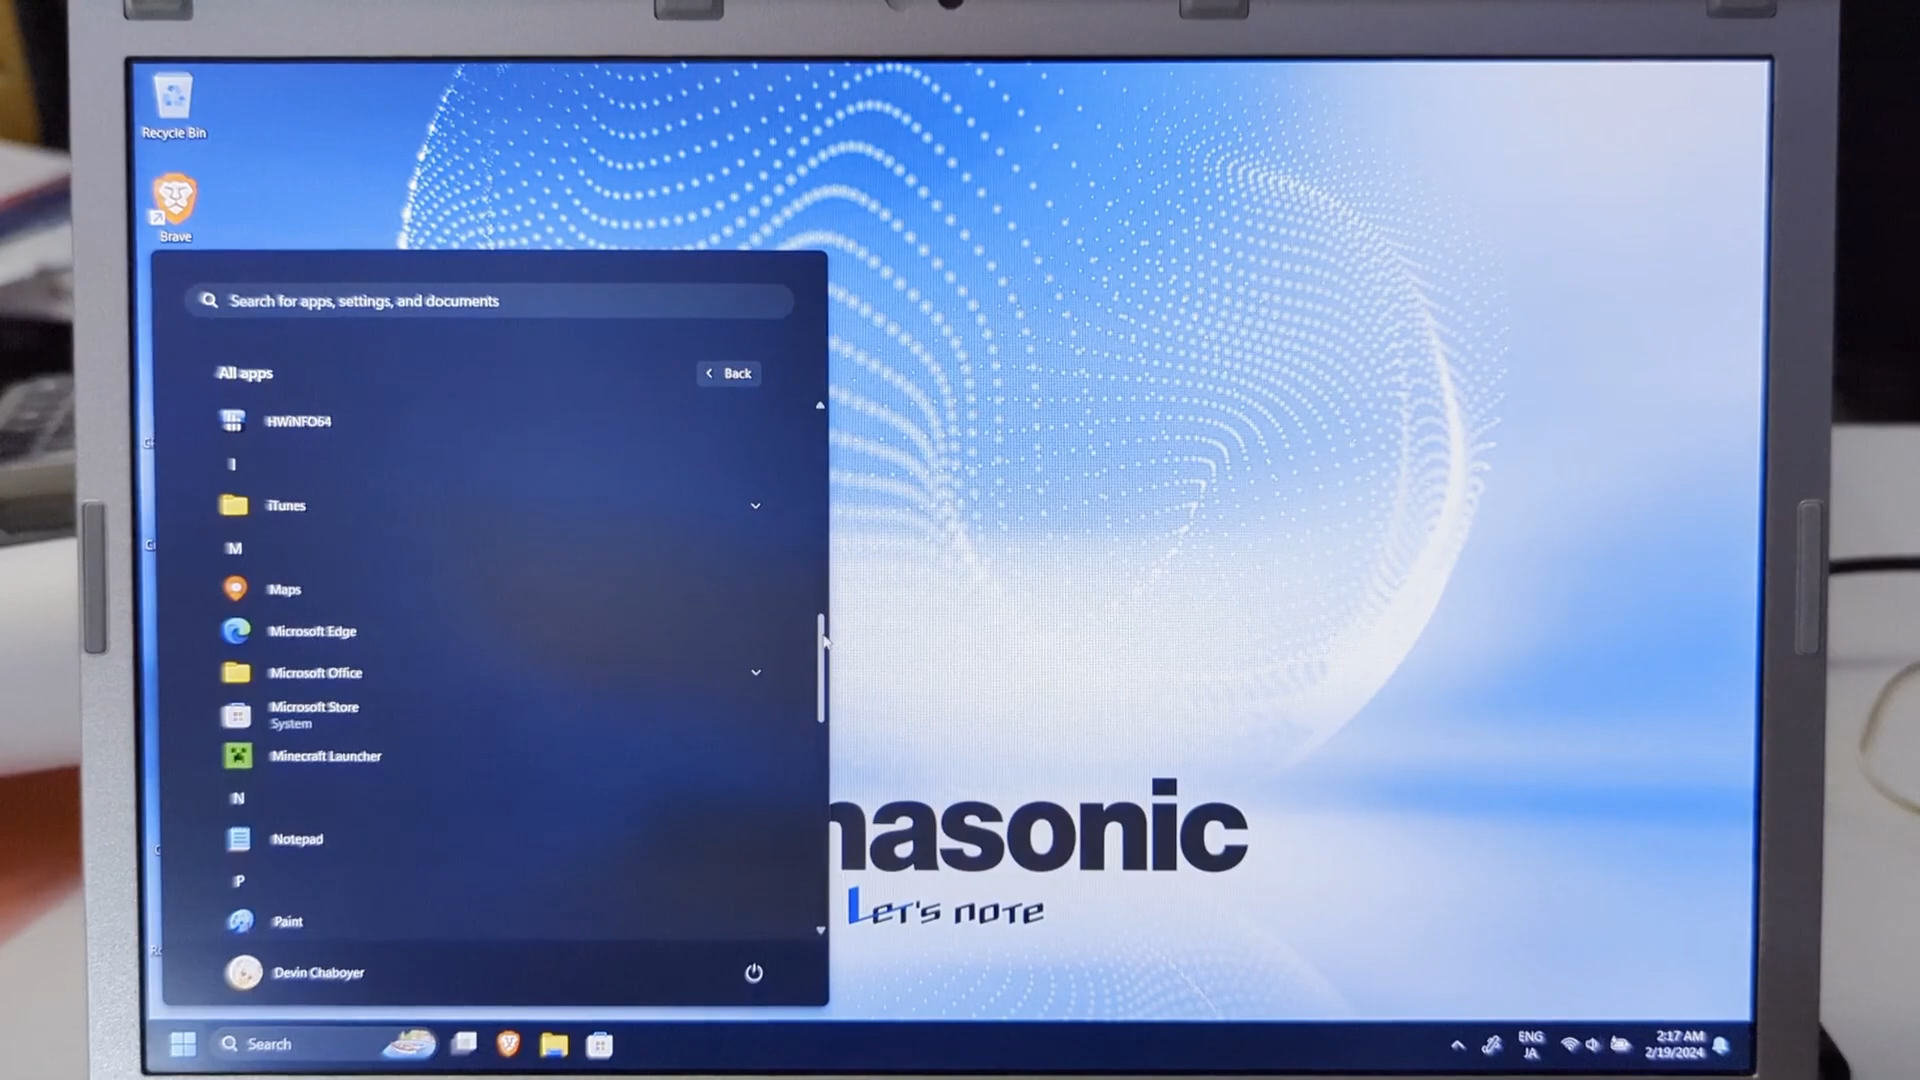 Recycle Bin
Brave
Search for apps, settings, and documents
All apps
Back
HWiNFO64
I
iTunes
M
Maps
Microsoft Edge
Microsoft Office
Microsoft Store
System
Minecraft Launcher
N
Notepad
P
Paint
Devin Chaboyer
nasonic
Let's note
Search
ENG
JA
2:17 AM
2/19/2024